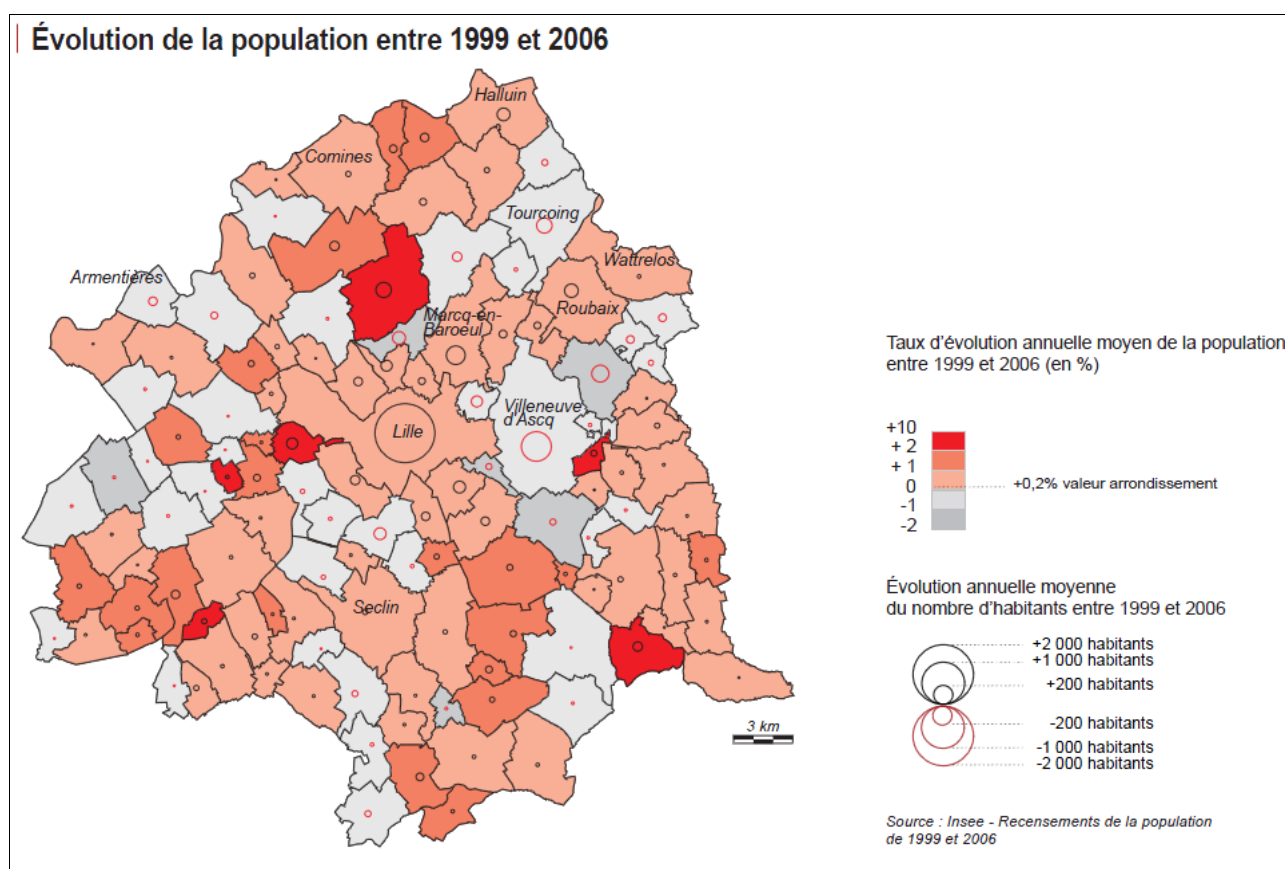 Évolution de la population entre 1999 et 2006
Halluin
Comines
Tourcoing
Wattrelos
Armentières
Roubaix
Marcq-en-
Baroeul
Villeneuve
d'Ascq
Lille
Seclin
3 km
Taux d'évolution annuelle moyen de la population
entre 1999 et 2006 (en %)
+10
+ 2
+ 1
0
-1
-2
+0,2% valeur arrondissement
Évolution annuelle moyenne
du nombre d'habitants entre 1999 et 2006
+2 000 habitants
+1 000 habitants
+200 habitants
-200 habitants
-1 000 habitants
-2 000 habitants
Source : Insee - Recensements de la population
de 1999 et 2006